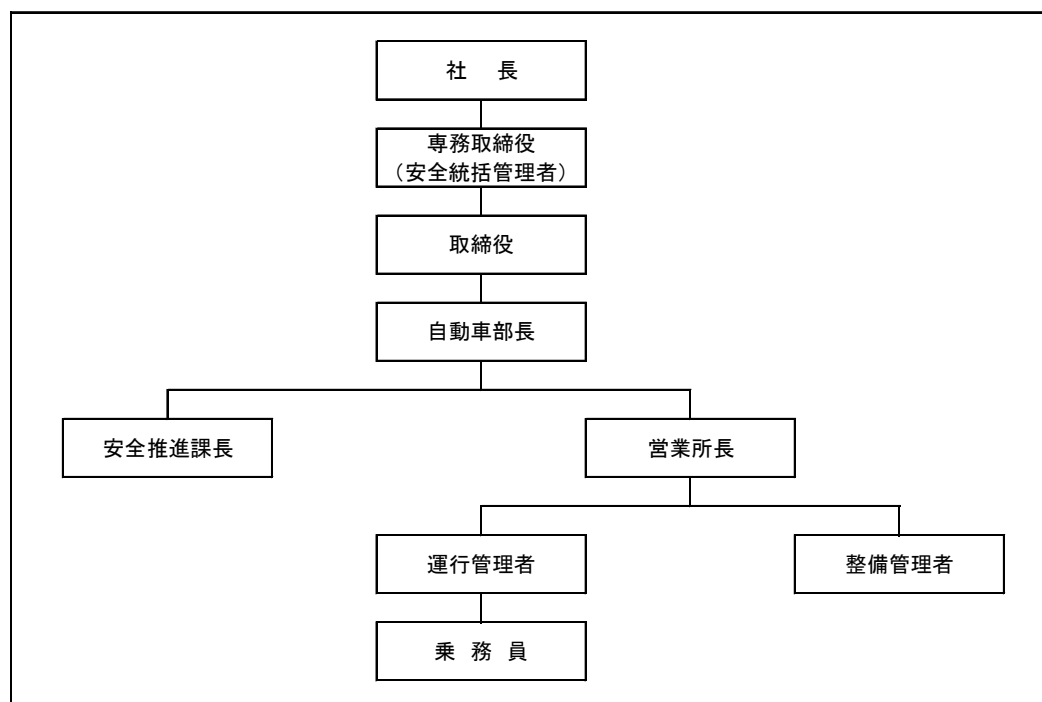 社 長
専務取締役
（安全統括管理者）
取締役
自動車部長
安全推進課長
営業所長
運行管理者
整備管理者
乗 務 員